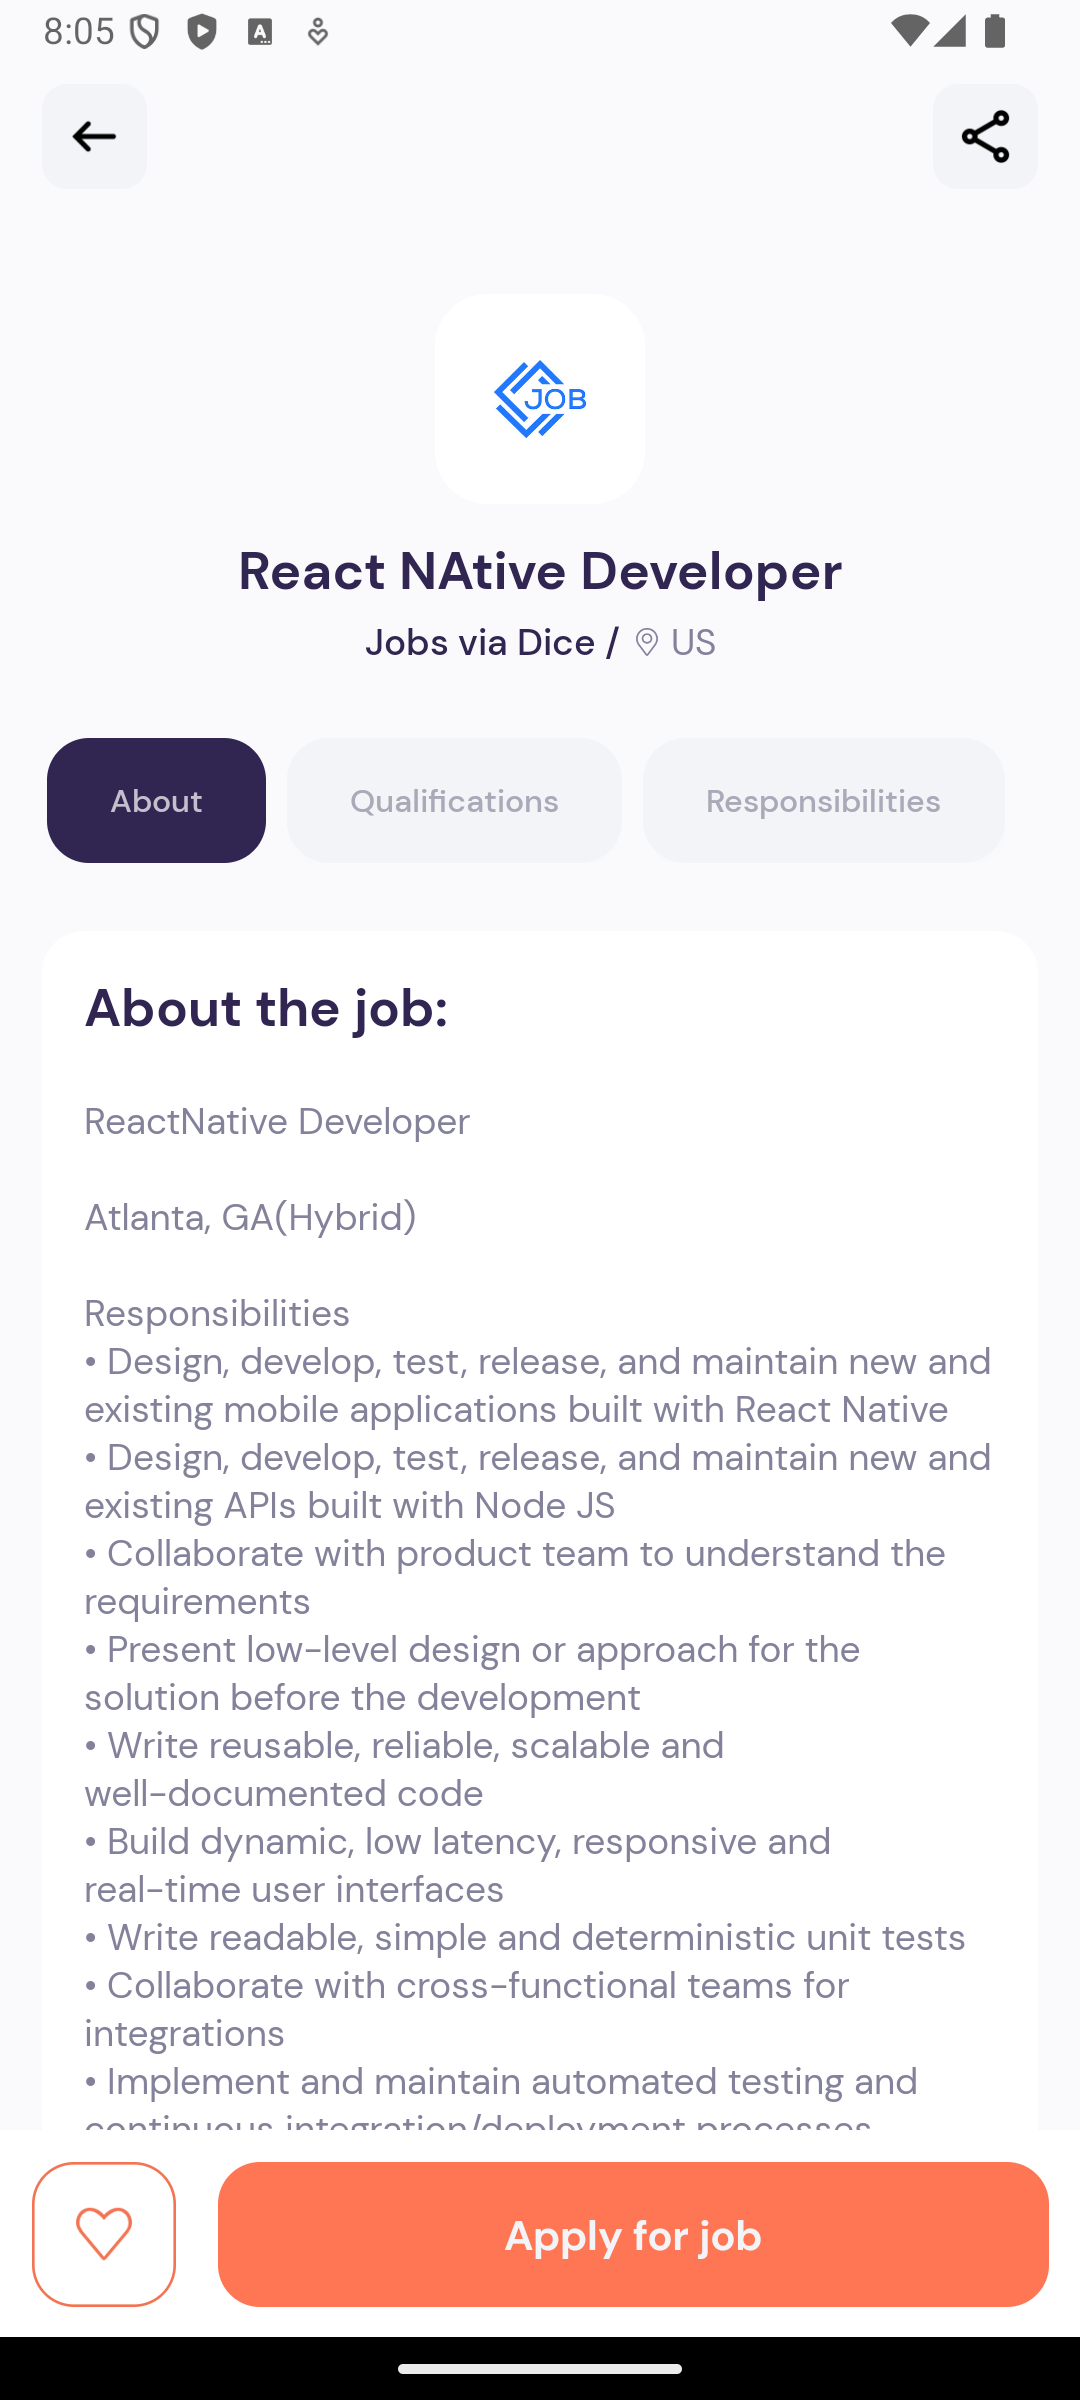 8:05
JOB
React NAtive Developer
Jobs via Dice / US
About
Qualifications
Responsibilities
About the job:
ReactNative Developer
Atlanta, GA(Hybrid)
Responsibilities
• Design, develop, test, release, and maintain new and
existing mobile applications built with React Native
• Design, develop, test, release, and maintain new and
existing APIs built with Node JS
• Collaborate with product team to understand the
requirements
• Present low-level design or approach for the
solution before the development
• Write reusable, reliable, scalable and
well-documented code
• Build dynamic, low latency, responsive and
real-time user interfaces
• Write readable, simple and deterministic unit tests
• Collaborate with cross-functional teams for
integrations
• Implement and maintain automated testing and
continuous integration/deployment processes
Apply for job